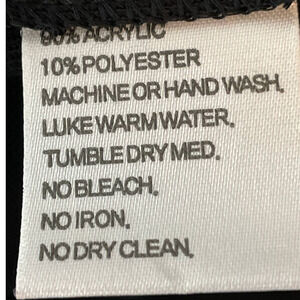 90% ACRYLIC
10% POLYESTER
MACHINE OR HAND WASH.
LUKE WARM WATER.
TUMBLE DRY MED.
NO BLEACH.
NO IRON.
NO DRY CLEAN.